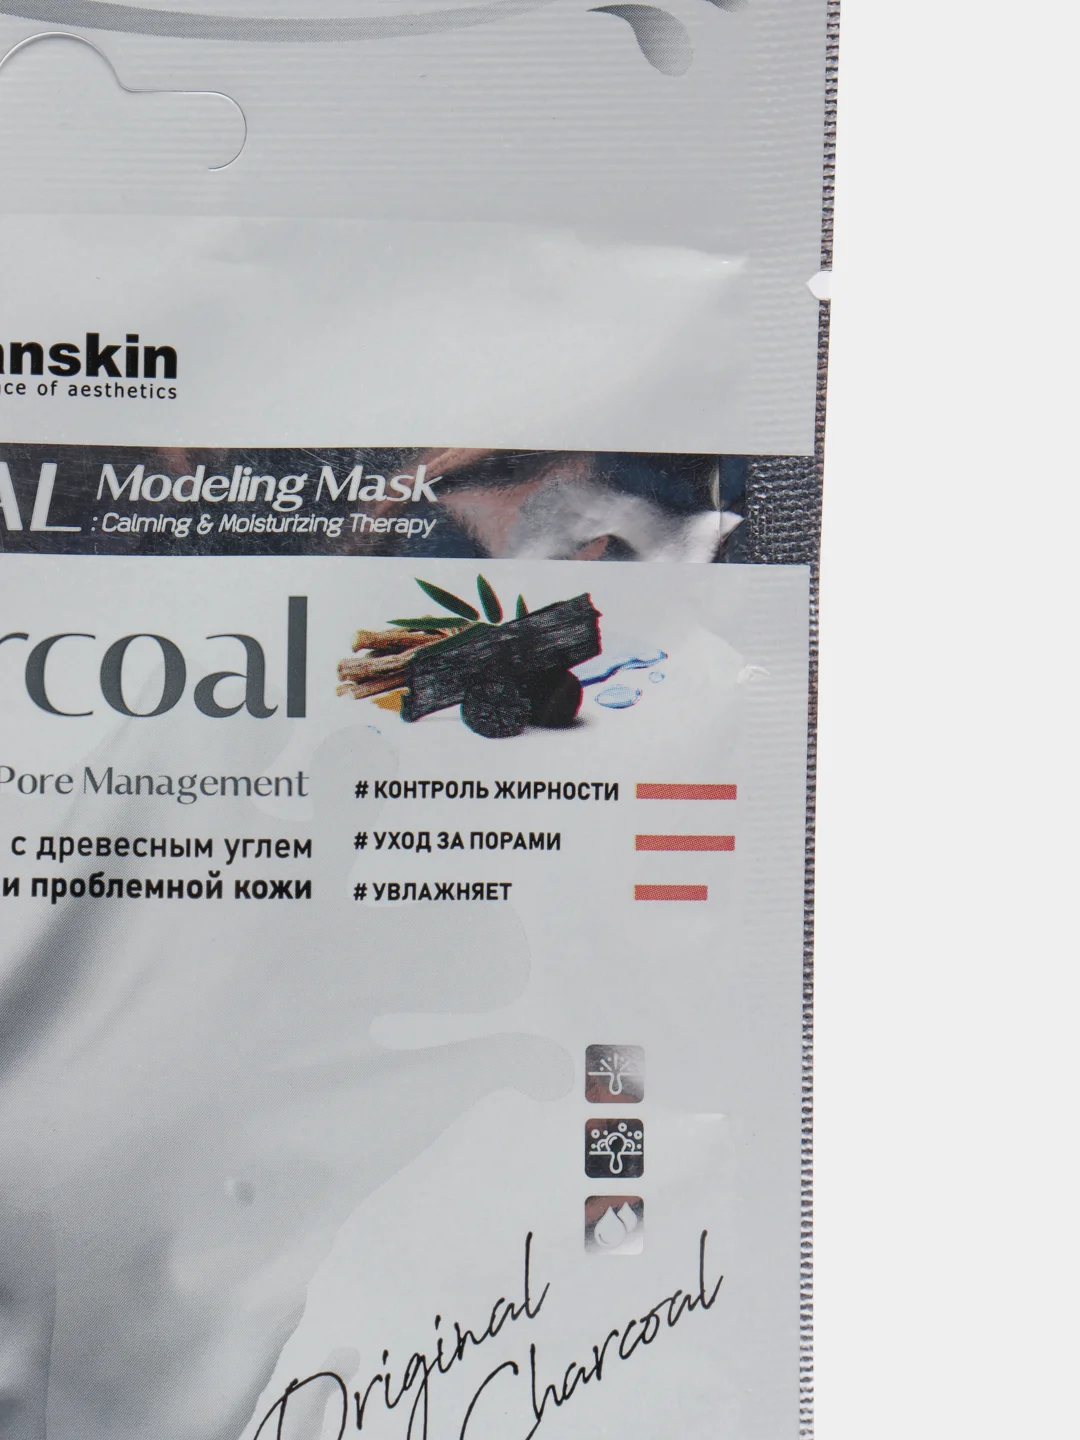 anskin
ce of aesthetics
AL Modeling Mask
: Calming & Moisturizing Therapy
rcoal
Pore Management
с древесным углем
и проблемной кожи
# КОНТРОЛЬ ЖИРНОСТИ
# УХОД ЗА ПОРАМИ
# УВЛАЖНЯЕТ
Original
Charcoal